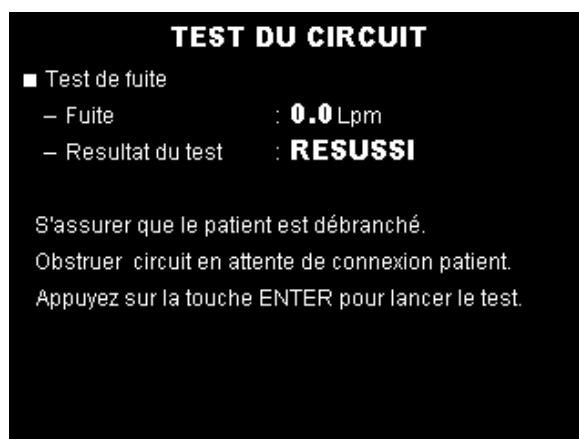 TEST DU CIRCUIT
■ Test de fuite
– Fuite : 0.0 Lpm
– Resultat du test : RESUSSI
S'assurer que le patient est débranché.
Obstruer circuit en attente de connexion patient.
Appuyez sur la touche ENTER pour lancer le test.